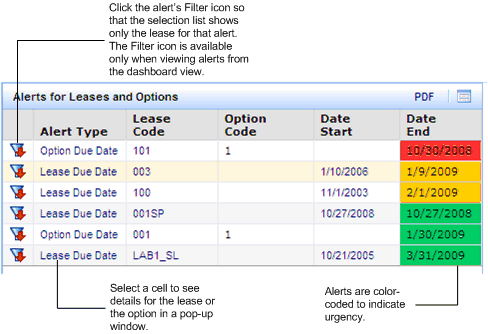 Click the alert's Filter icon so
that the selection list shows
only the lease for that alert.
The Filter icon is available
only when viewing alerts from
the dashboard view.
Alerts for Leases and Options PDF
Alert Type Lease Code Option Code Date Start Date End
Option Due Date 101 1 10/30/2008
Lease Due Date 003 1/10/2006 1/9/2009
Lease Due Date 100 11/1/2003 2/1/2009
Lease Due Date 001SP 10/27/2008 10/27/2008
Option Due Date 001 1 1/30/2009
Lease Due Date LAB1_SL 10/21/2005 3/31/2009
Select a cell to see
details for the lease or
the option in a pop-up
window.
Alerts are color-
coded to indicate
urgency.